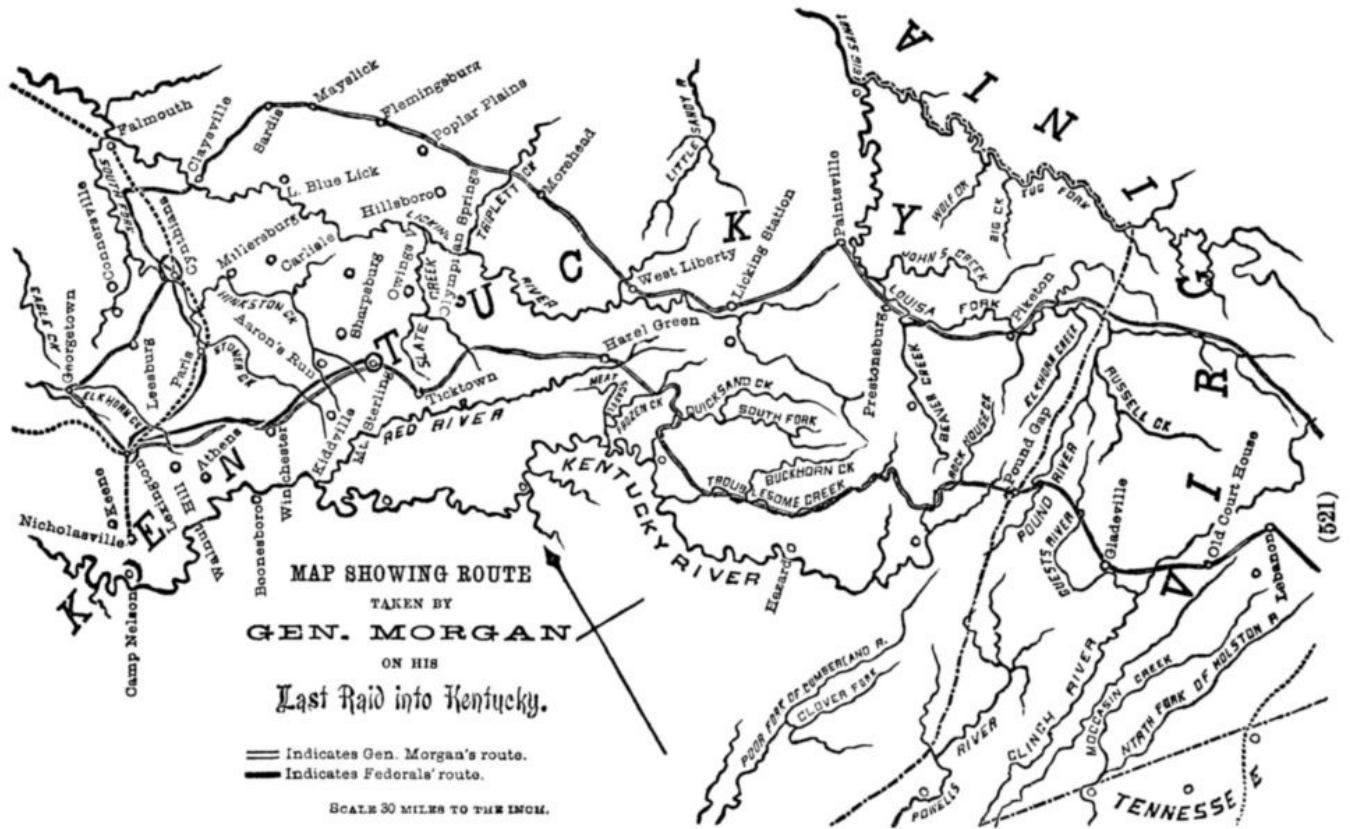 Falmouth
Claysville
Sardis
Mayslick
Flemingsburg
Poplar Plains
SOUTH FORK
Connersville
Cynthiana
L. Blue Lick
Hillsboro
Millersburg
Carlisle
LICKING
RIVER
Owingsv
Olympian Springs
TRIPLETT CK
Morehead
LITTLE SANDY R
BIG SANDY
WOLF CK
BIG CK
TUG FORK
Paintsville
EAGLE CK
Georgetown
Leesburg
Paris
HINKSTON CK
STONER CK
Aaron's Run
Sharpsburg
SLATE CREEK
West Liberty
Licking Station
JOHN'S CREEK
LOUISA FORK
Piketon
Prestonsburg
ELKHORN CK
Lexington
Walnut Hill
Athens
Winchester
Kiddville
Mt. Sterling
Ticktown
Hazel Green
RED RIVER
FROZEN CK
QUICKSAND CK
SOUTH FORK
BUCKHORN CK
TROUBLESOME CREEK
BEAVER CREEK
ROCK HOUSE CK
ELKHORN CREEK
Pound Gap
POUND RIVER
RUSSELL CK
Keene
Nicholasville
Camp Nelson
Boonesboro
KENTUCKY RIVER
Hazard
GUESTS RIVER
Gladeville
Old Court House
Lebanon
KENTUCKY
VIRGINIA
MAP SHOWING ROUTE
TAKEN BY
GEN. MORGAN
ON HIS
Last Raid into Kentucky.
Indicates Gen. Morgan's route.
Indicates Federals' route.
SCALE 30 MILES TO THE INCH.
POOR FORK OF CUMBERLAND R.
CLOVER FORK
POWELLS RIVER
CLINCH RIVER
MOCCASIN CREEK
NTRTH FORK OF HOLSTON R
TENNESSEE
(521)